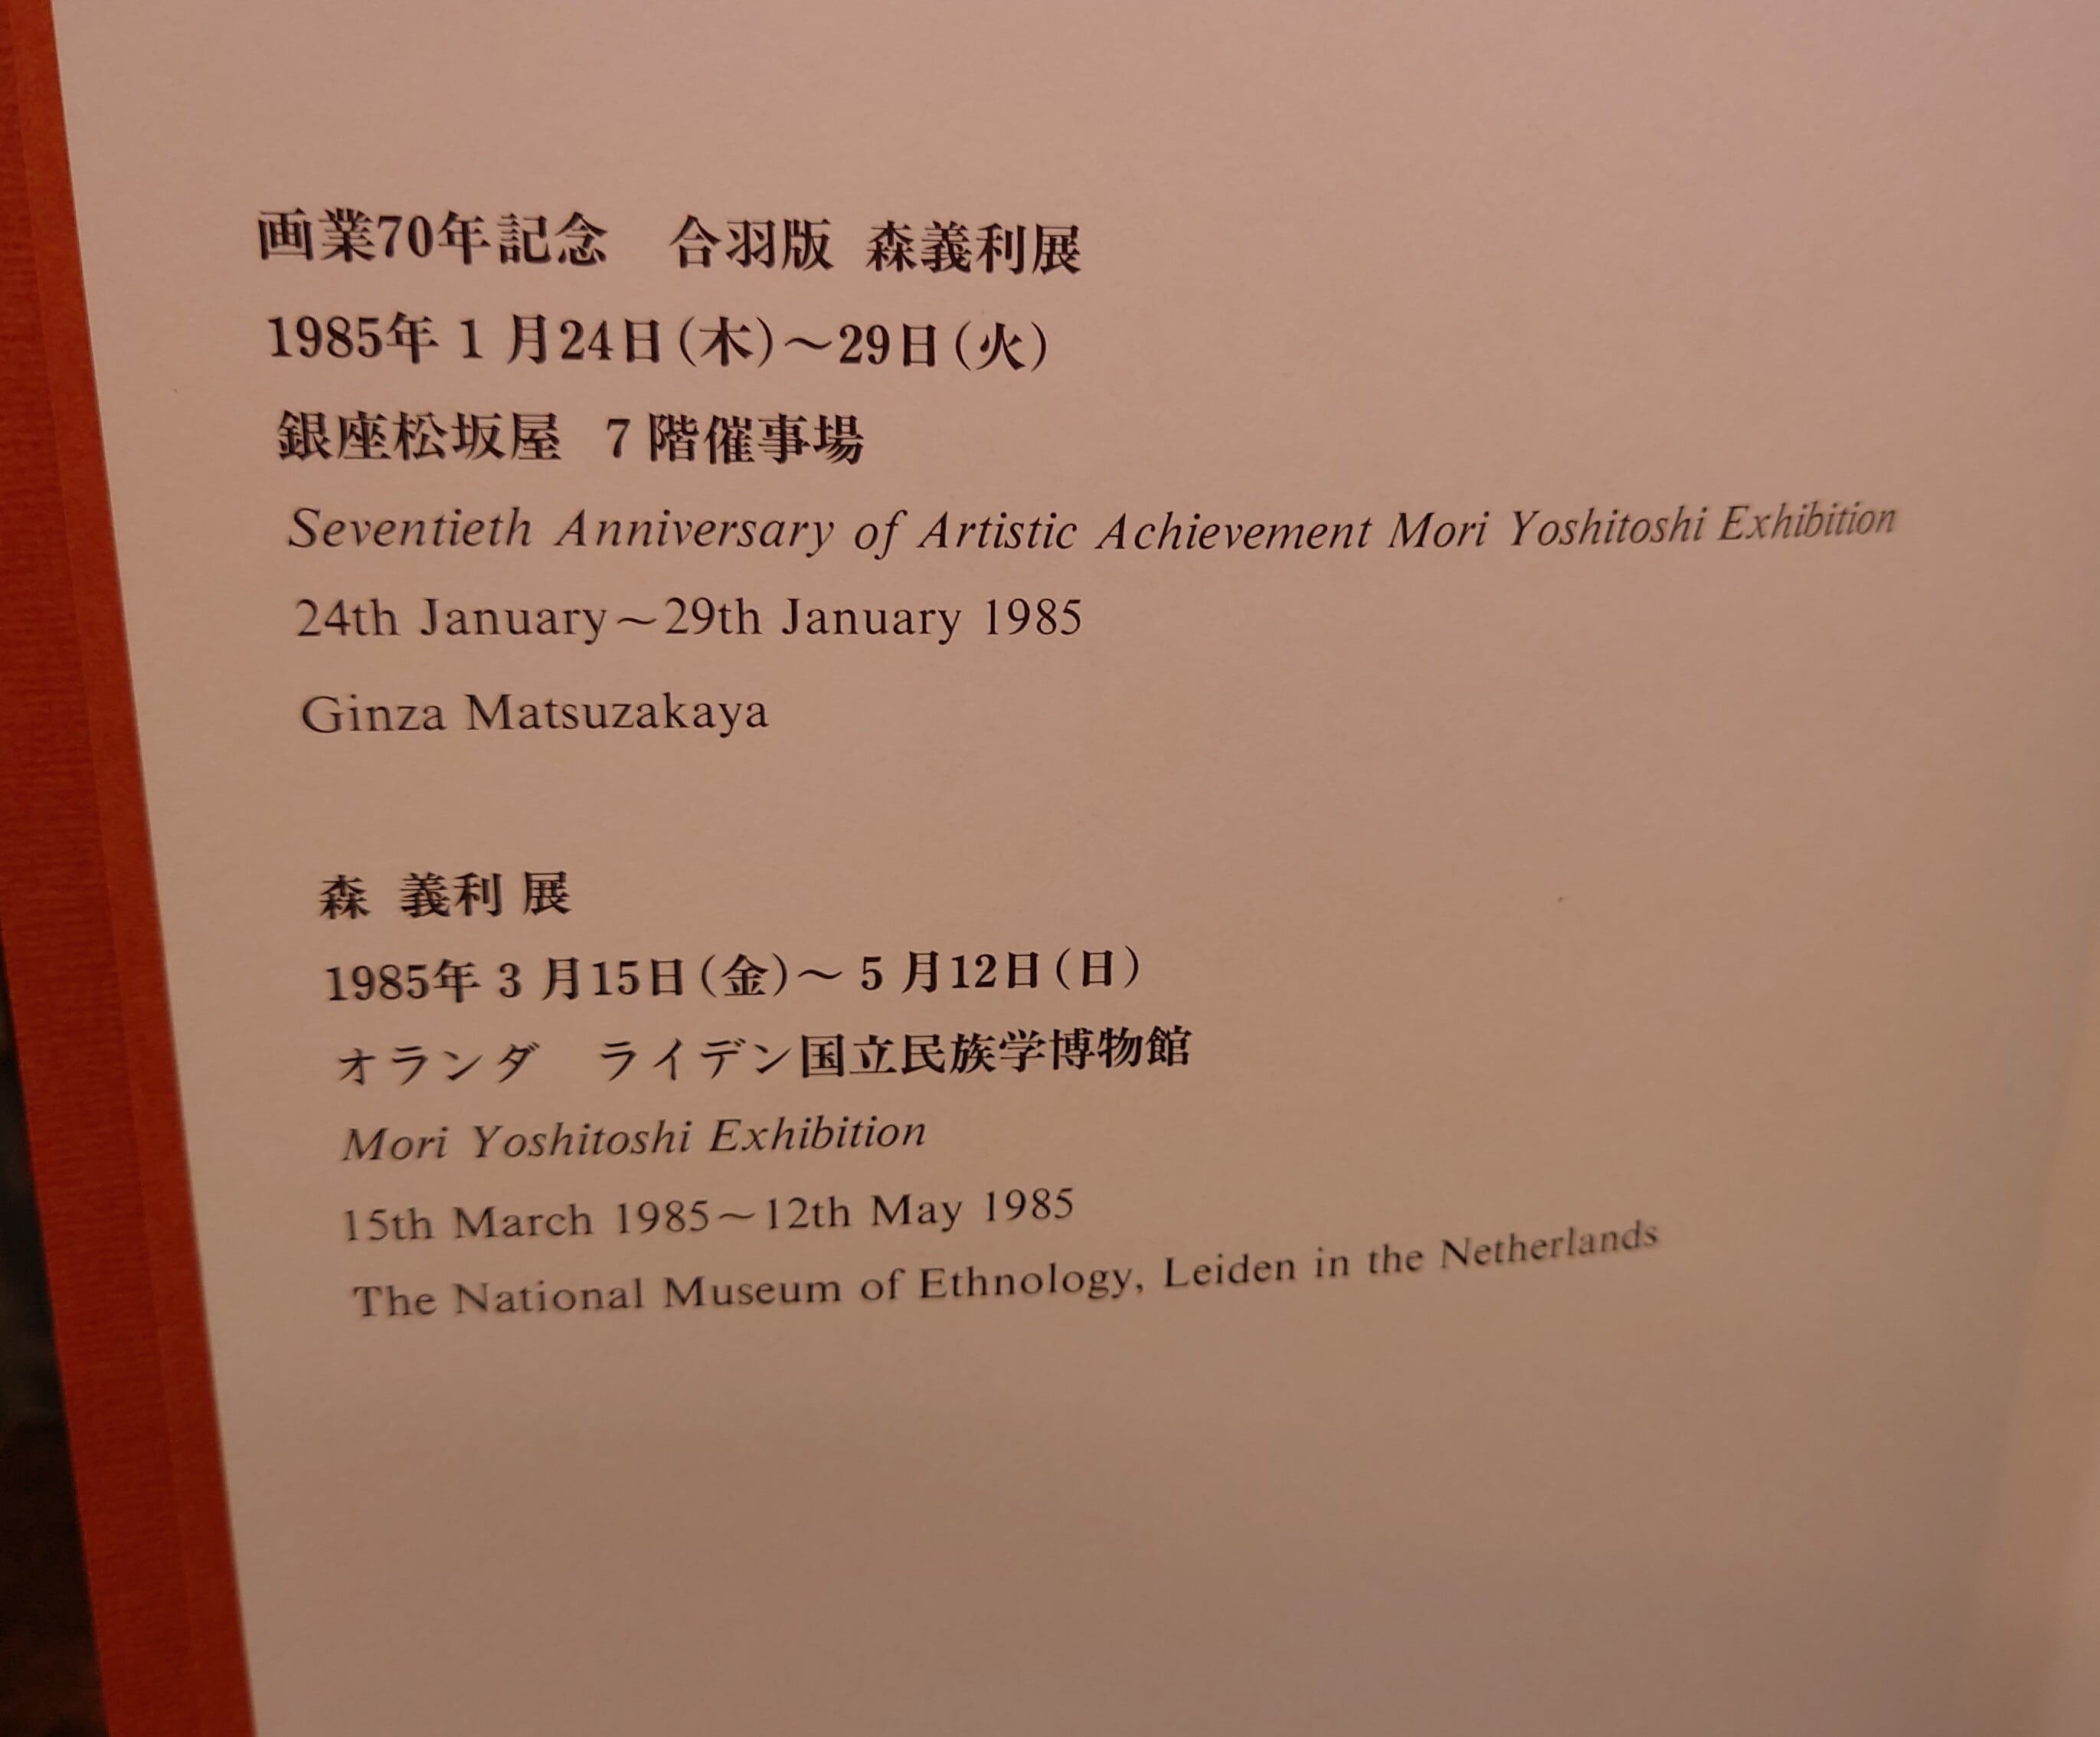 画業70年記念　合羽版 森義利展
1985年 1 月24日(木)～29日(火)
銀座松坂屋 7 階催事場
Seventieth Anniversary of Artistic Achievement Mori Yoshitoshi Exhibition
24th January～29th January 1985
Ginza Matsuzakaya
森 義利 展
1985年 3 月15日(金)～ 5 月12日(日)
オランダ　ライデン国立民族学博物館
Mori Yoshitoshi Exhibition
15th March 1985～12th May 1985
The National Museum of Ethnology, Leiden in the Netherlands